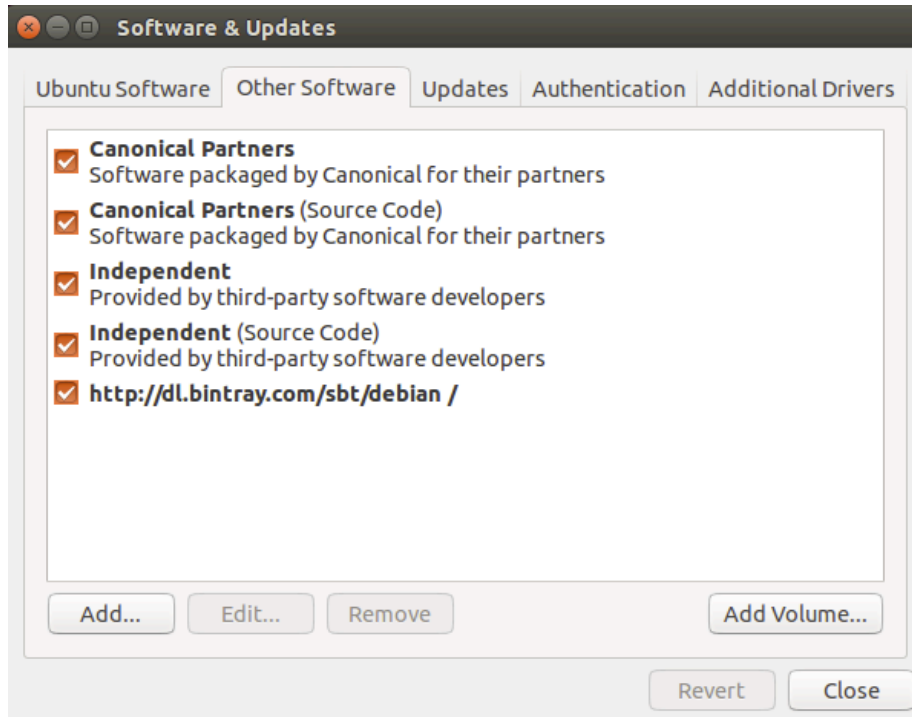 Software & Updates
Ubuntu Software Other Software Updates Authentication Additional Drivers
Canonical Partners
Software packaged by Canonical for their partners
Canonical Partners (Source Code)
Software packaged by Canonical for their partners
Independent
Provided by third-party software developers
Independent (Source Code)
Provided by third-party software developers
http://dl.bintray.com/sbt/debian /
Add... Edit... Remove Add Volume...
Revert Close